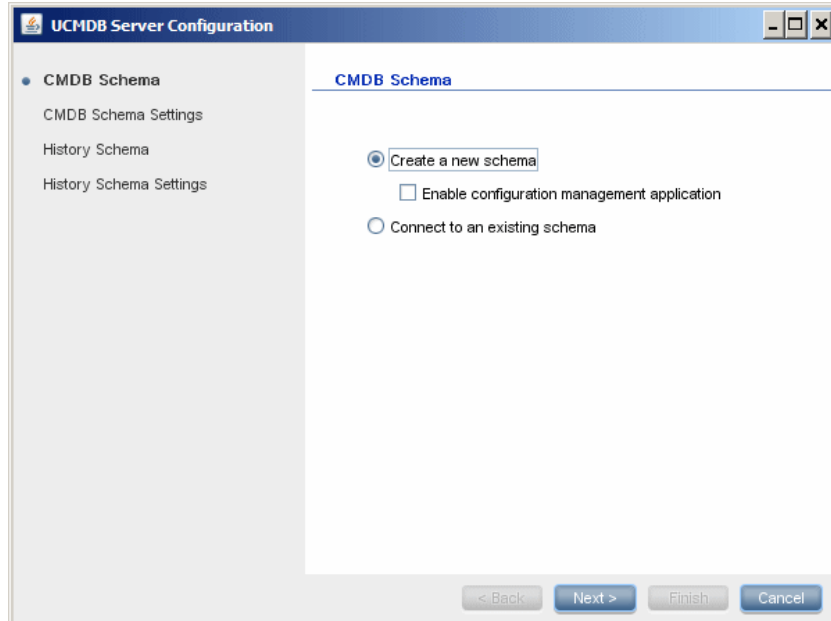 UCMDB Server Configuration
CMDB Schema
CMDB Schema Settings
History Schema
History Schema Settings
CMDB Schema
Create a new schema
Enable configuration management application
Connect to an existing schema
< Back Next > Finish Cancel